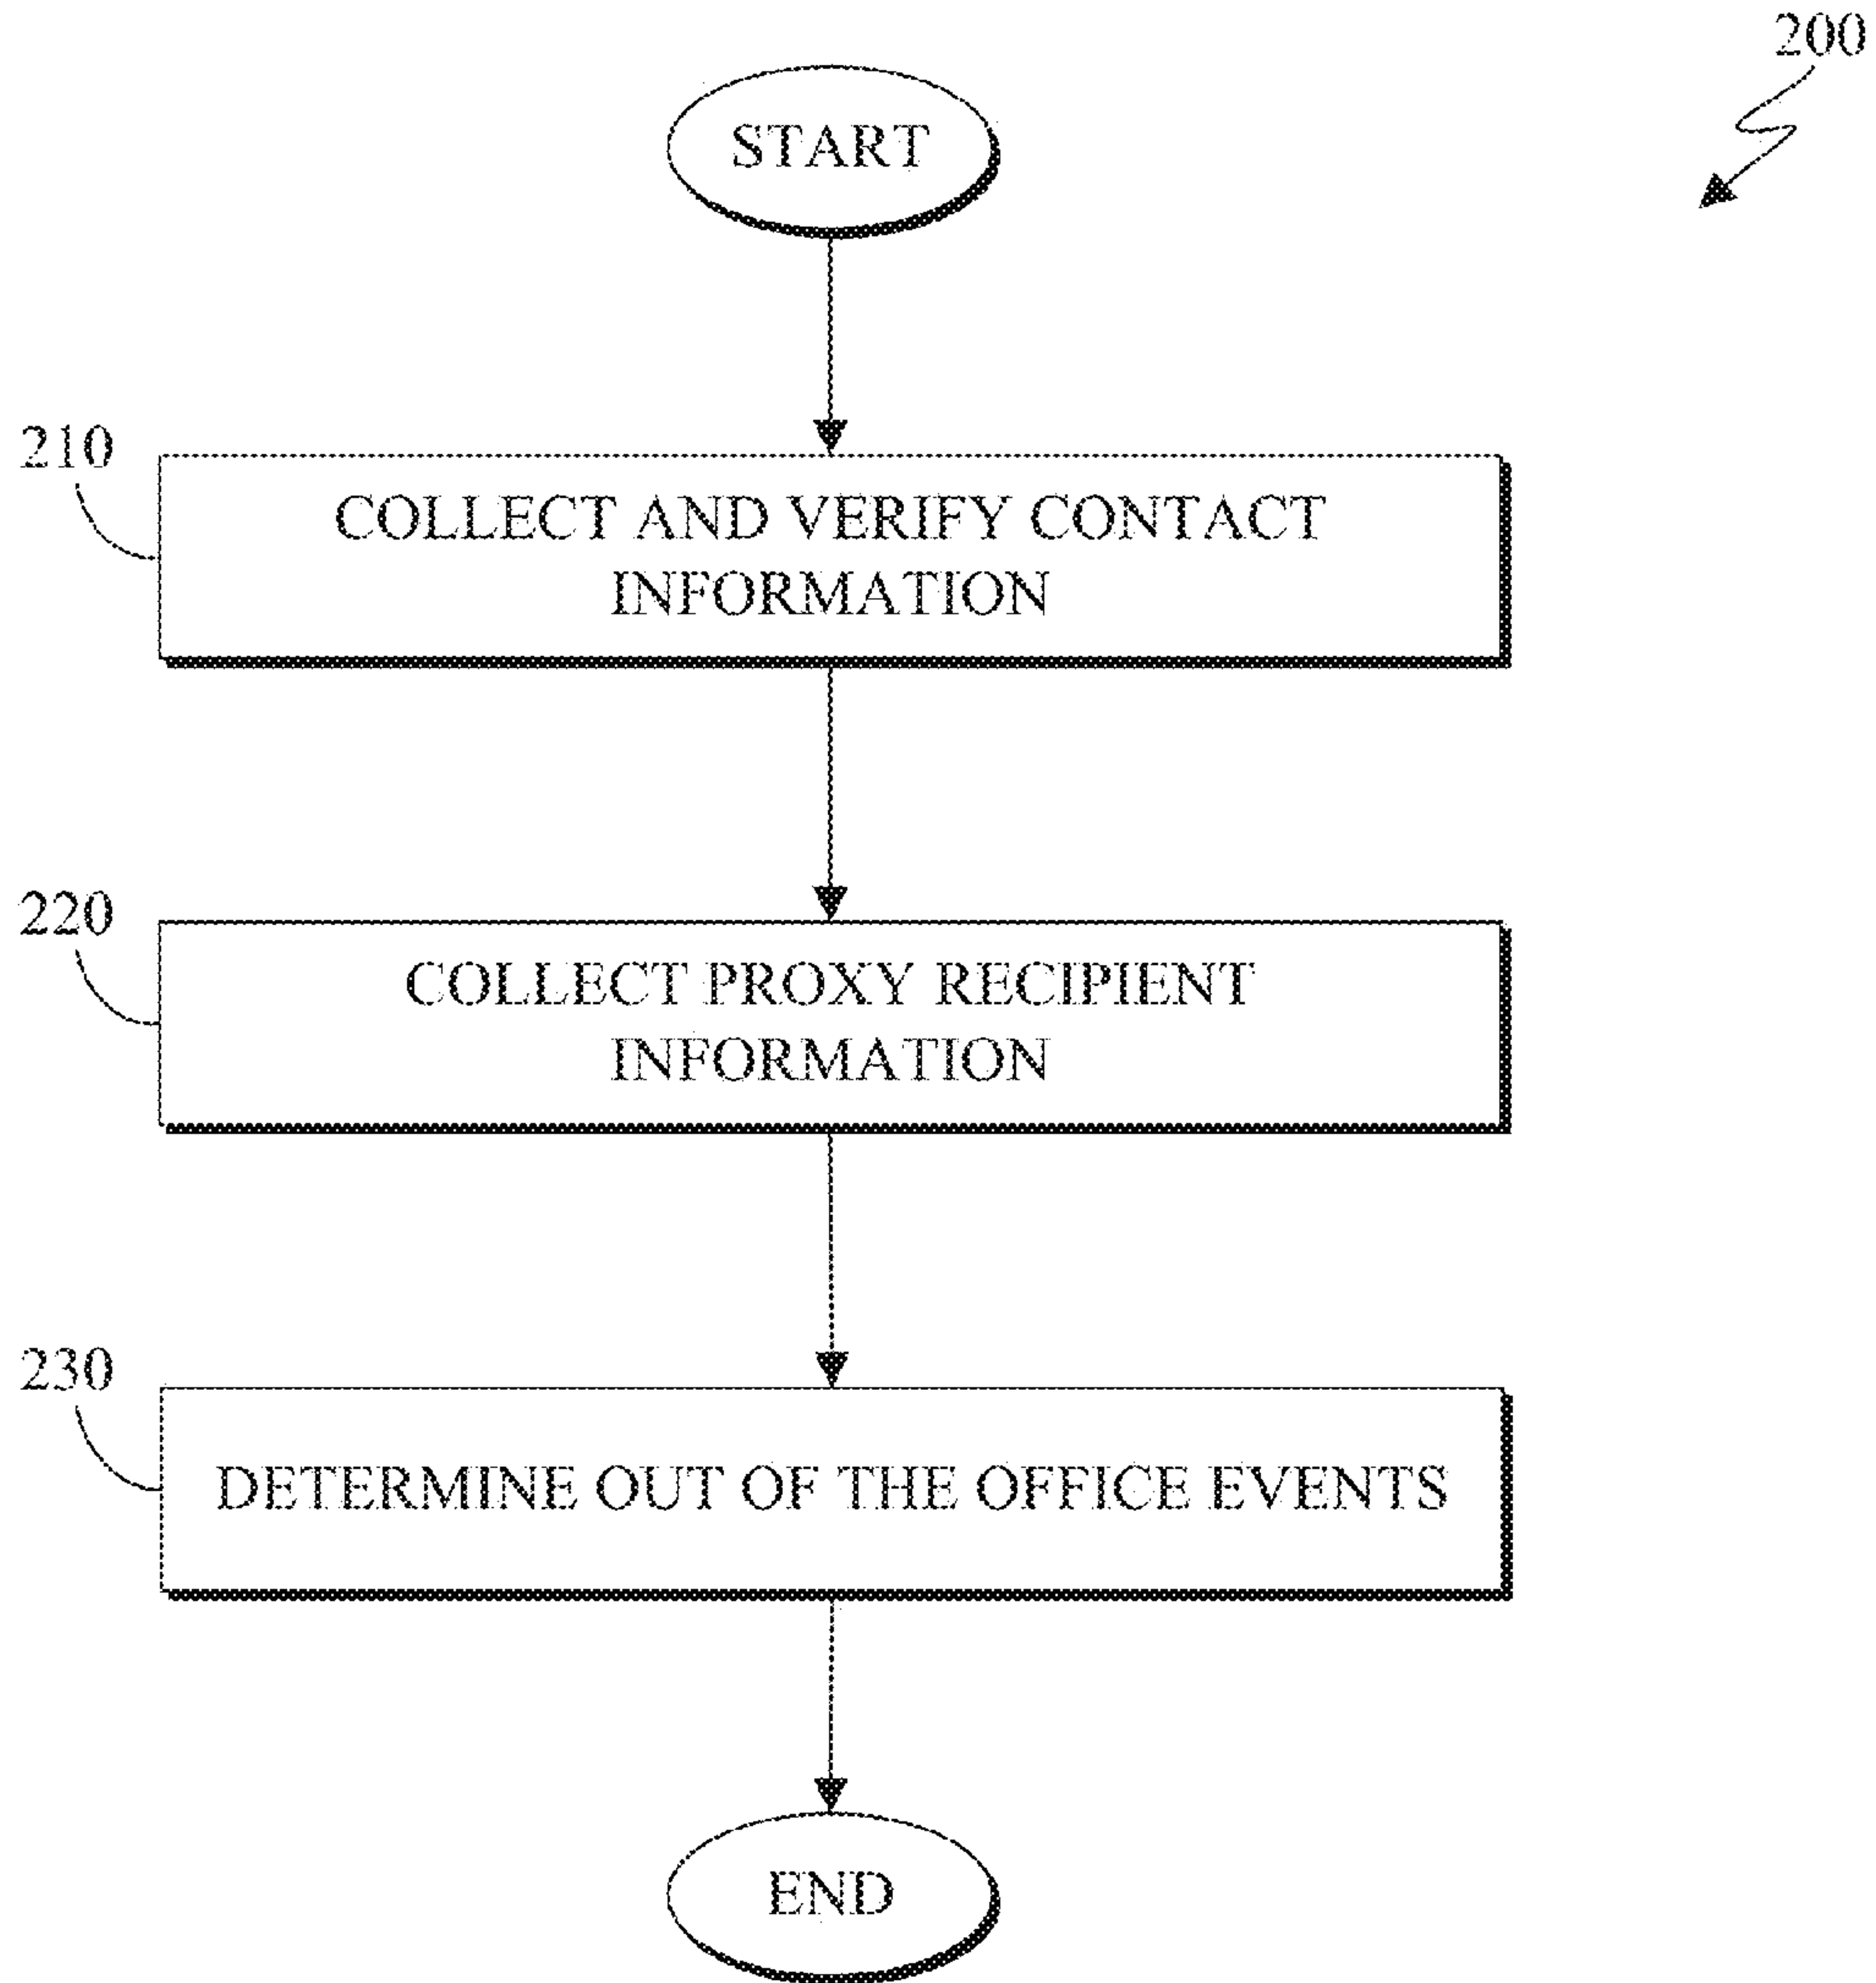 200
START
210
COLLECT AND VERIFY CONTACT
INFORMATION
220
COLLECT PROXY RECIPIENT
INFORMATION
230
DETERMINE OUT OF THE OFFICE EVENTS
END